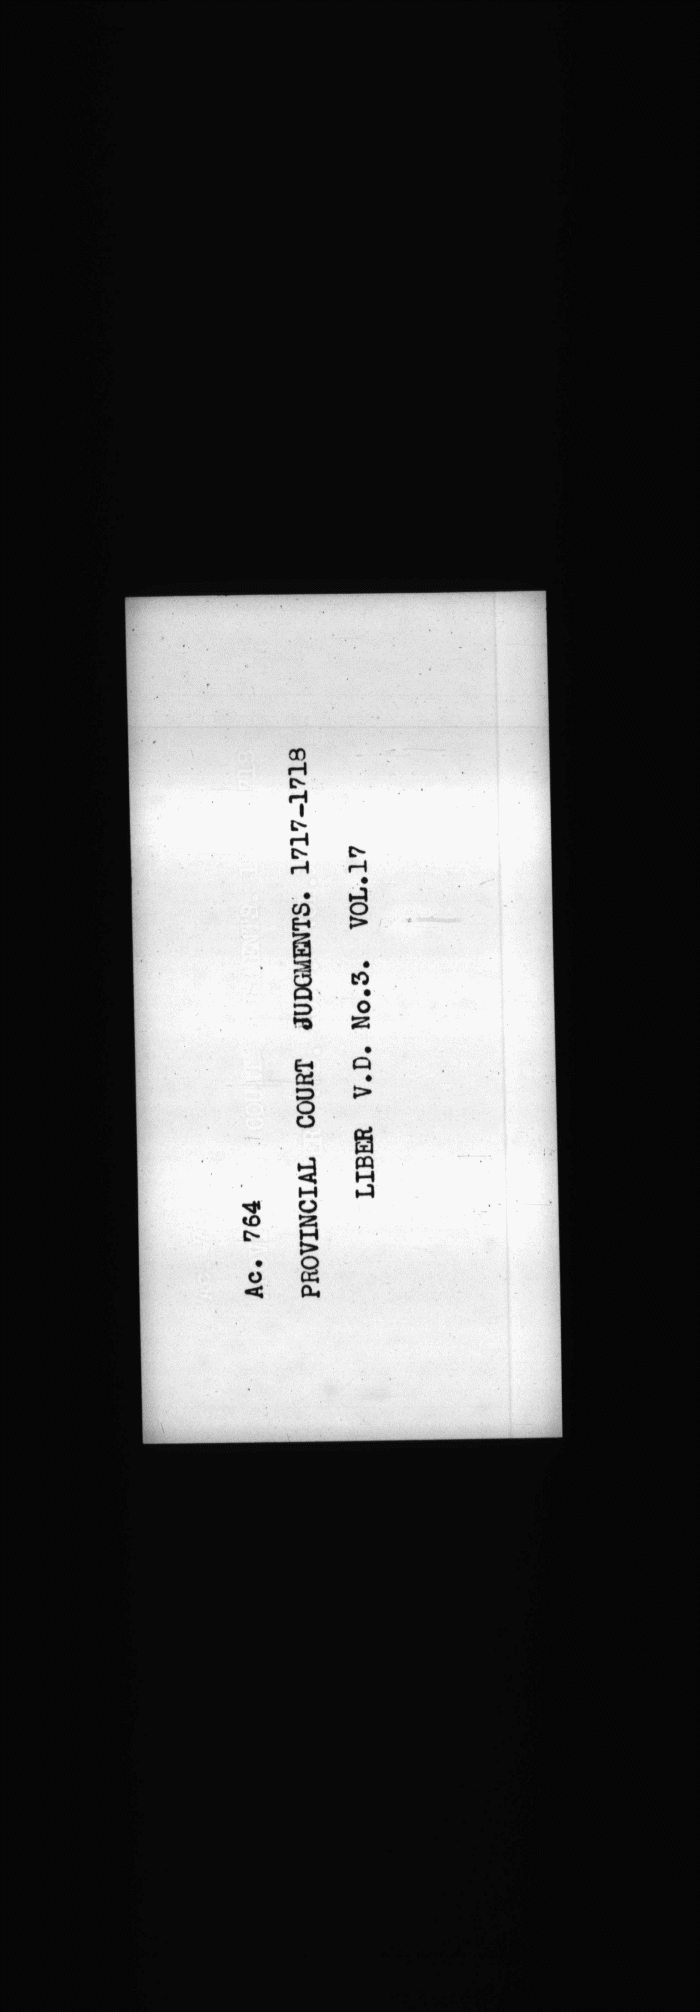 Ac. 764
PROVINCIAL COURT JUDGMENTS. 1717-1718
LIBER V.D. No.3. VOL.17